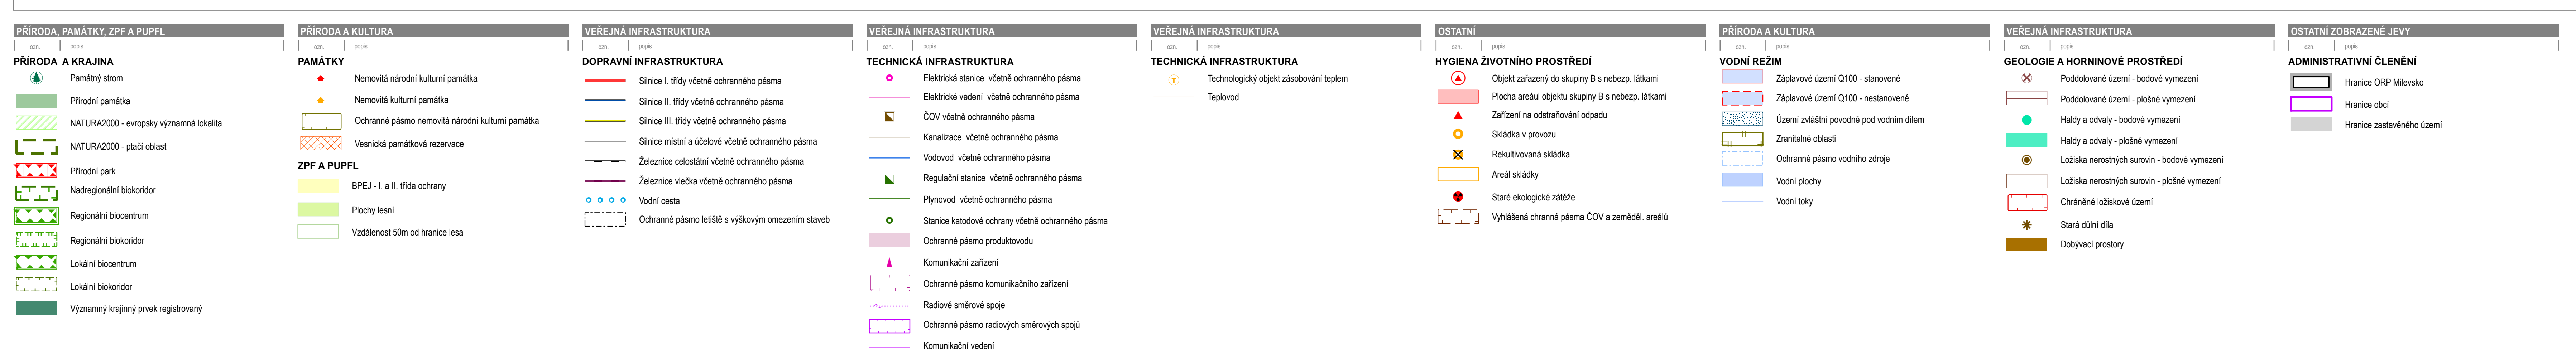 PŘÍRODA, PAMÁTKY, ZPF A PUPFL
ozn. popis
PŘÍRODA A KRAJINA
Památný strom
Přírodní památka
NATURA2000 - evropsky významná lokalita
NATURA2000 - ptačí oblast
Přírodní park
Nadregionální biokoridor
Regionální biocentrum
Regionální biokoridor
Lokální biocentrum
Lokální biokoridor
Významný krajinný prvek registrovaný
PŘÍRODA A KULTURA
ozn. popis
PAMÁTKY
Nemovitá národní kulturní památka
Nemovitá kulturní památka
Ochranné pásmo nemovitá národní kulturní památka
Vesnická památková rezervace
ZPF A PUPFL
BPEJ - I. a II. třída ochrany
Plochy lesní
Vzdálenost 50m od hranice lesa
VEŘEJNÁ INFRASTRUKTURA
ozn. popis
DOPRAVNÍ INFRASTRUKTURA
Silnice I. třídy včetně ochranného pásma
Silnice II. třídy včetně ochranného pásma
Silnice III. třídy včetně ochranného pásma
Silnice místní a účelové včetně ochranného pásma
Železnice celostátní včetně ochranného pásma
Železnice vlečka včetně ochranného pásma
Vodní cesta
Ochranné pásmo letiště s výškovým omezením staveb
VEŘEJNÁ INFRASTRUKTURA
ozn. popis
TECHNICKÁ INFRASTRUKTURA
Elektrická stanice včetně ochranného pásma
Elektrické vedení včetně ochranného pásma
ČOV včetně ochranného pásma
Kanalizace včetně ochranného pásma
Vodovod včetně ochranného pásma
Regulační stanice včetně ochranného pásma
Plynovod včetně ochranného pásma
Stanice katodové ochrany včetně ochranného pásma
Ochranné pásmo produktovodu
Komunikační zařízení
Ochranné pásmo komunikačního zařízení
Radiové směrové spoje
Ochranné pásmo radiových směrových spojů
Komunikační vedení
VEŘEJNÁ INFRASTRUKTURA
ozn. popis
TECHNICKÁ INFRASTRUKTURA
T Technologický objekt zásobování teplem
Teplovod
OSTATNÍ
ozn. popis
HYGIENA ŽIVOTNÍHO PROSTŘEDÍ
Objekt zařazený do skupiny B s nebezp. látkami
Plocha areául objektu skupiny B s nebezp. látkami
Zařízení na odstraňování odpadu
Skládka v provozu
Rekultivovaná skládka
Areál skládky
Staré ekologické zátěže
Vyhlášená chranná pásma ČOV a zeměděl. areálů
PŘÍRODA A KULTURA
ozn. popis
VODNÍ REŽIM
Záplavové území Q100 - stanovené
Záplavové území Q100 - nestanovené
Území zvláštní povodně pod vodním dílem
Zranitelné oblasti
Ochranné pásmo vodního zdroje
Vodní plochy
Vodní toky
VEŘEJNÁ INFRASTRUKTURA
ozn. popis
GEOLOGIE A HORNINOVÉ PROSTŘEDÍ
Poddolované území - bodové vymezení
Poddolované území - plošné vymezení
Haldy a odvaly - bodové vymezení
Haldy a odvaly - plošné vymezení
Ložiska nerostných surovin - bodové vymezení
Ložiska nerostných surovin - plošné vymezení
Chráněné ložiskové území
Stará důlní díla
Dobývací prostory
OSTATNÍ ZOBRAZENÉ JEVY
ozn. popis
ADMINISTRATIVNÍ ČLENĚNÍ
Hranice ORP Milevsko
Hranice obcí
Hranice zastavěného území